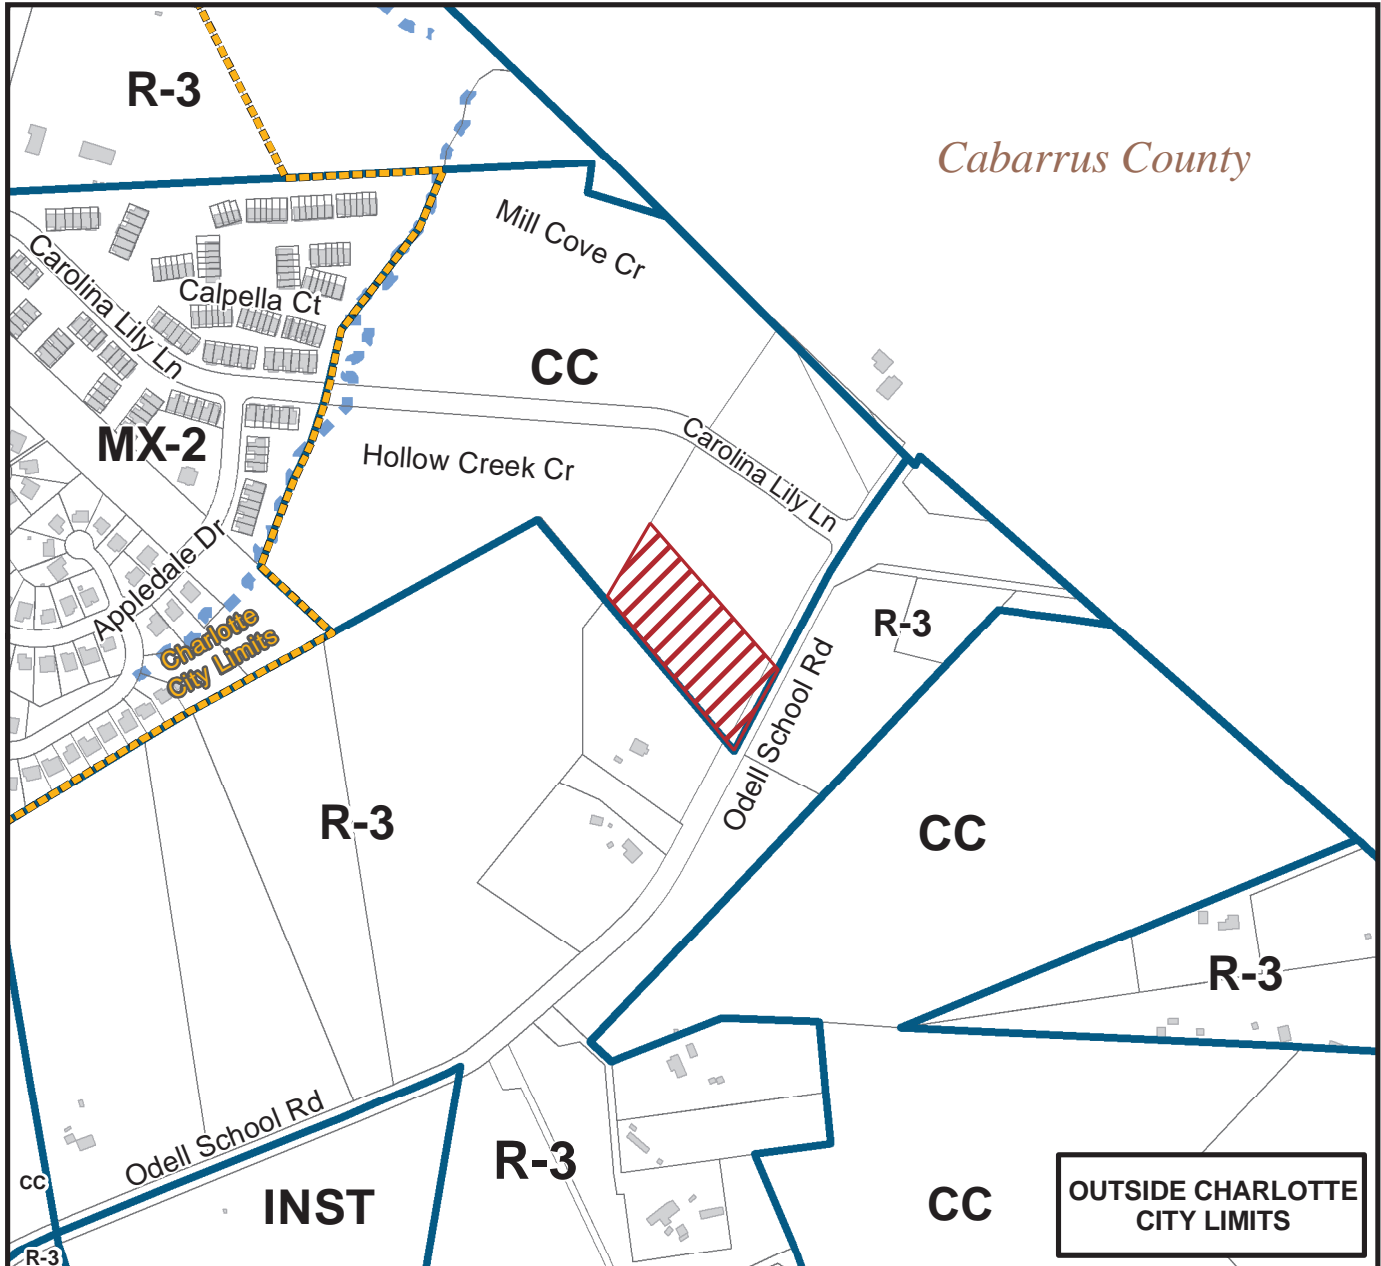 R-3
Cabarrus County
Mill Cove Cr
Carolina Lily Ln
Calpella Ct
CC
MX-2
Hollow Creek Cr
Carolina Lily Ln
Appledale Dr
Charlotte
City Limits
R-3
Odell School Rd
R-3
CC
R-3
Odell School Rd
R-3
CC
INST
CC
OUTSIDE CHARLOTTE
CITY LIMITS
R-3